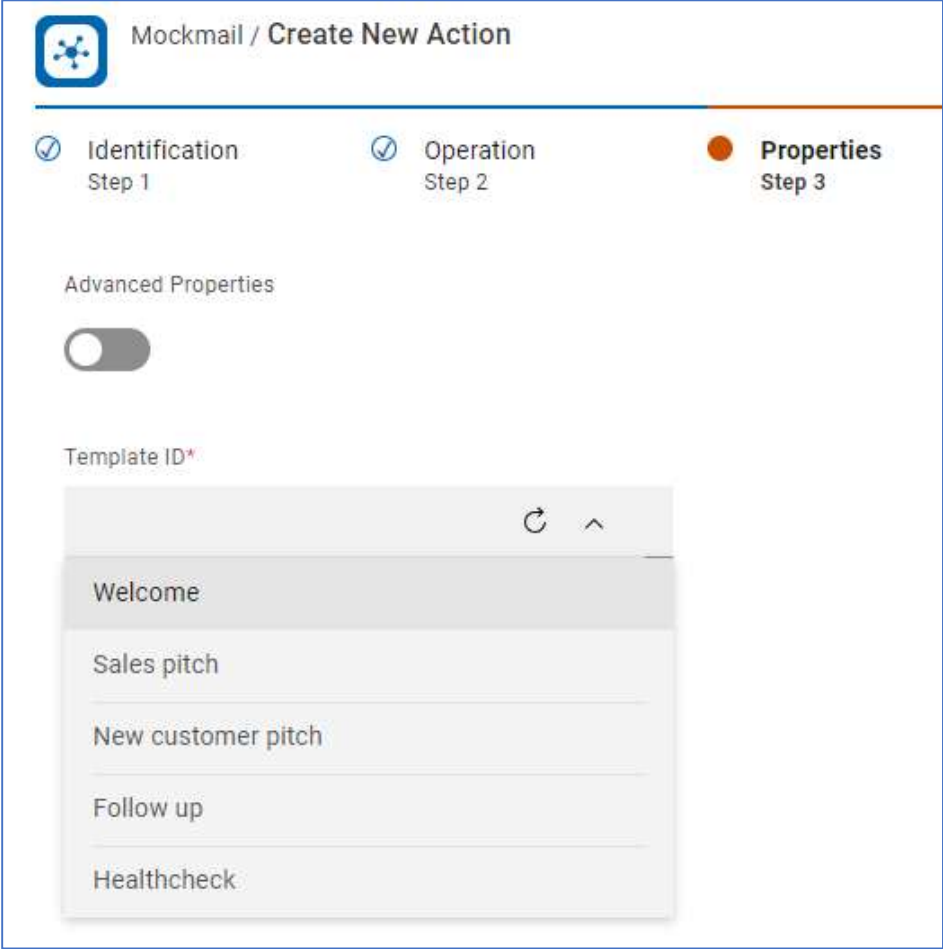 Mockmail / Create New Action
Identification
Step 1
Operation
Step 2
Properties
Step 3
Advanced Properties
Template ID*
Welcome
Sales pitch
New customer pitch
Follow up
Healthcheck